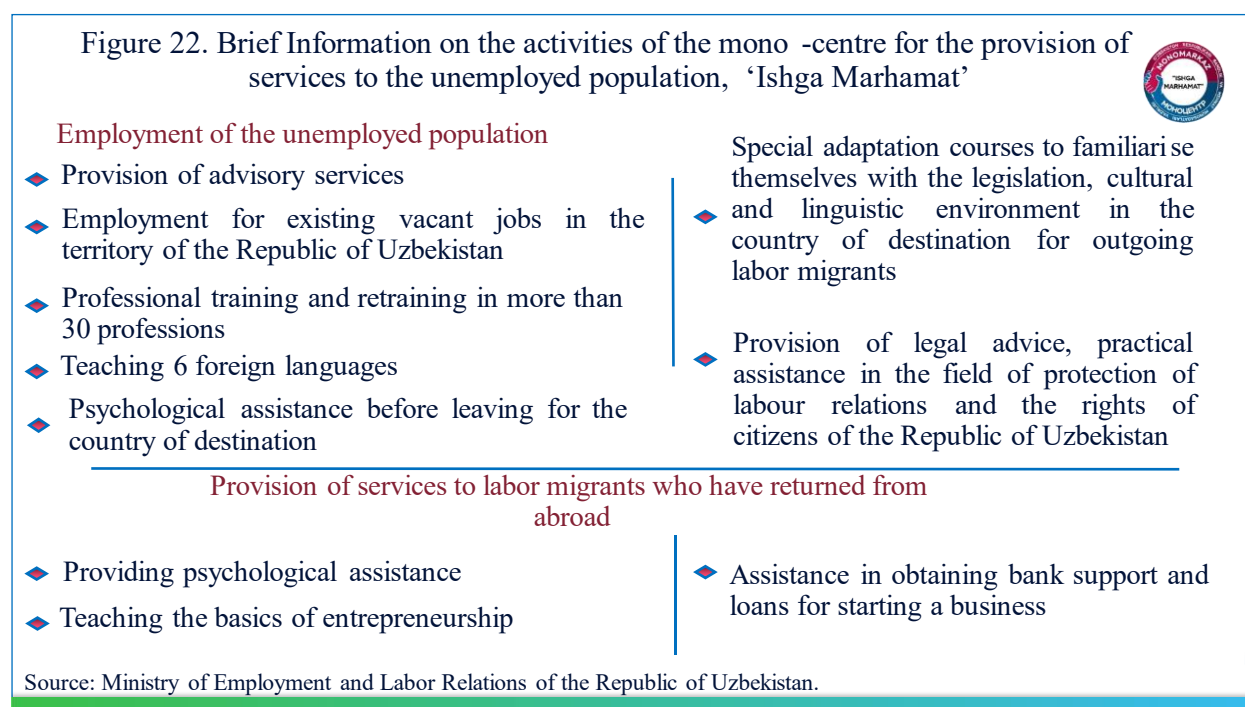 Figure 22. Brief Information on the activities of the mono -centre for the provision of
services to the unemployed population, ‘Ishga Marhamat’
MONOMARKAZ
"ISHGA
MARHAMAT"
МОНОЦЕНТР
Employment of the unemployed population
Provision of advisory services
Employment for existing vacant jobs in the
territory of the Republic of Uzbekistan
Professional training and retraining in more than
30 professions
Teaching 6 foreign languages
Psychological assistance before leaving for the
country of destination
Special adaptation courses to familiarise
themselves with the legislation, cultural
and linguistic environment in the
country of destination for outgoing
labor migrants
Provision of legal advice, practical
assistance in the field of protection of
labour relations and the rights of
citizens of the Republic of Uzbekistan
Provision of services to labor migrants who have returned from
abroad
Providing psychological assistance
Teaching the basics of entrepreneurship
Assistance in obtaining bank support and
loans for starting a business
Source: Ministry of Employment and Labor Relations of the Republic of Uzbekistan.